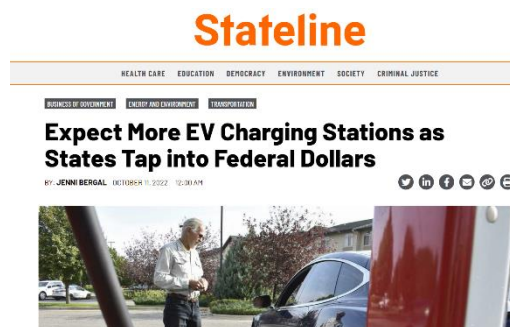 Stateline
HEALTH CARE EDUCATION DEMOCRACY ENVIRONMENT SOCIETY CRIMINAL JUSTICE
BUSINESS OF GOVERNMENT ENERGY AND ENVIRONMENT TRANSPORTATION
Expect More EV Charging Stations as
States Tap into Federal Dollars
BY: JENNI BERGAL OCTOBER 11, 2022 12:00 AM